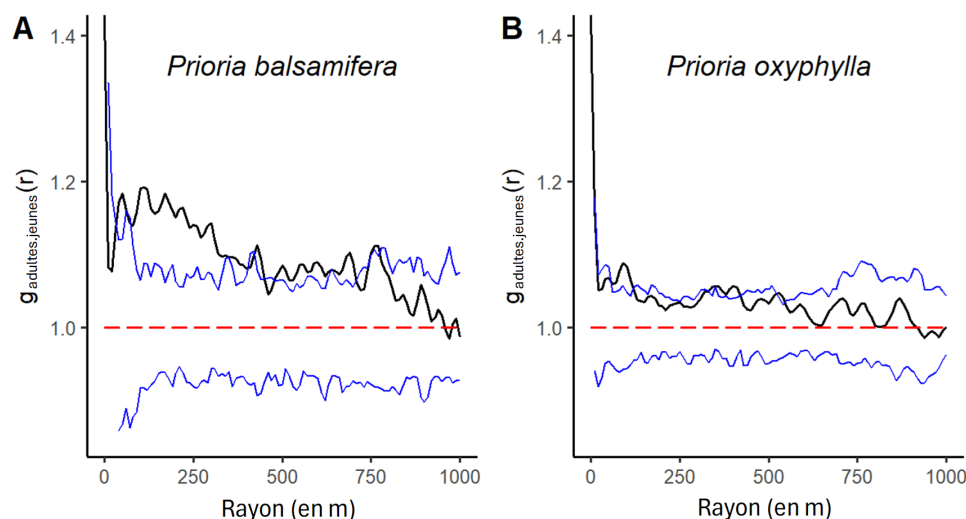 A
Prioria balsamifera
g adultes.jeunes (r)
1.4
1.2
1.0
0 250 500 750 1000
Rayon (en m)
B
Prioria oxyphylla
g adultes.jeunes (r)
1.4
1.2
1.0
0 250 500 750 1000
Rayon (en m)